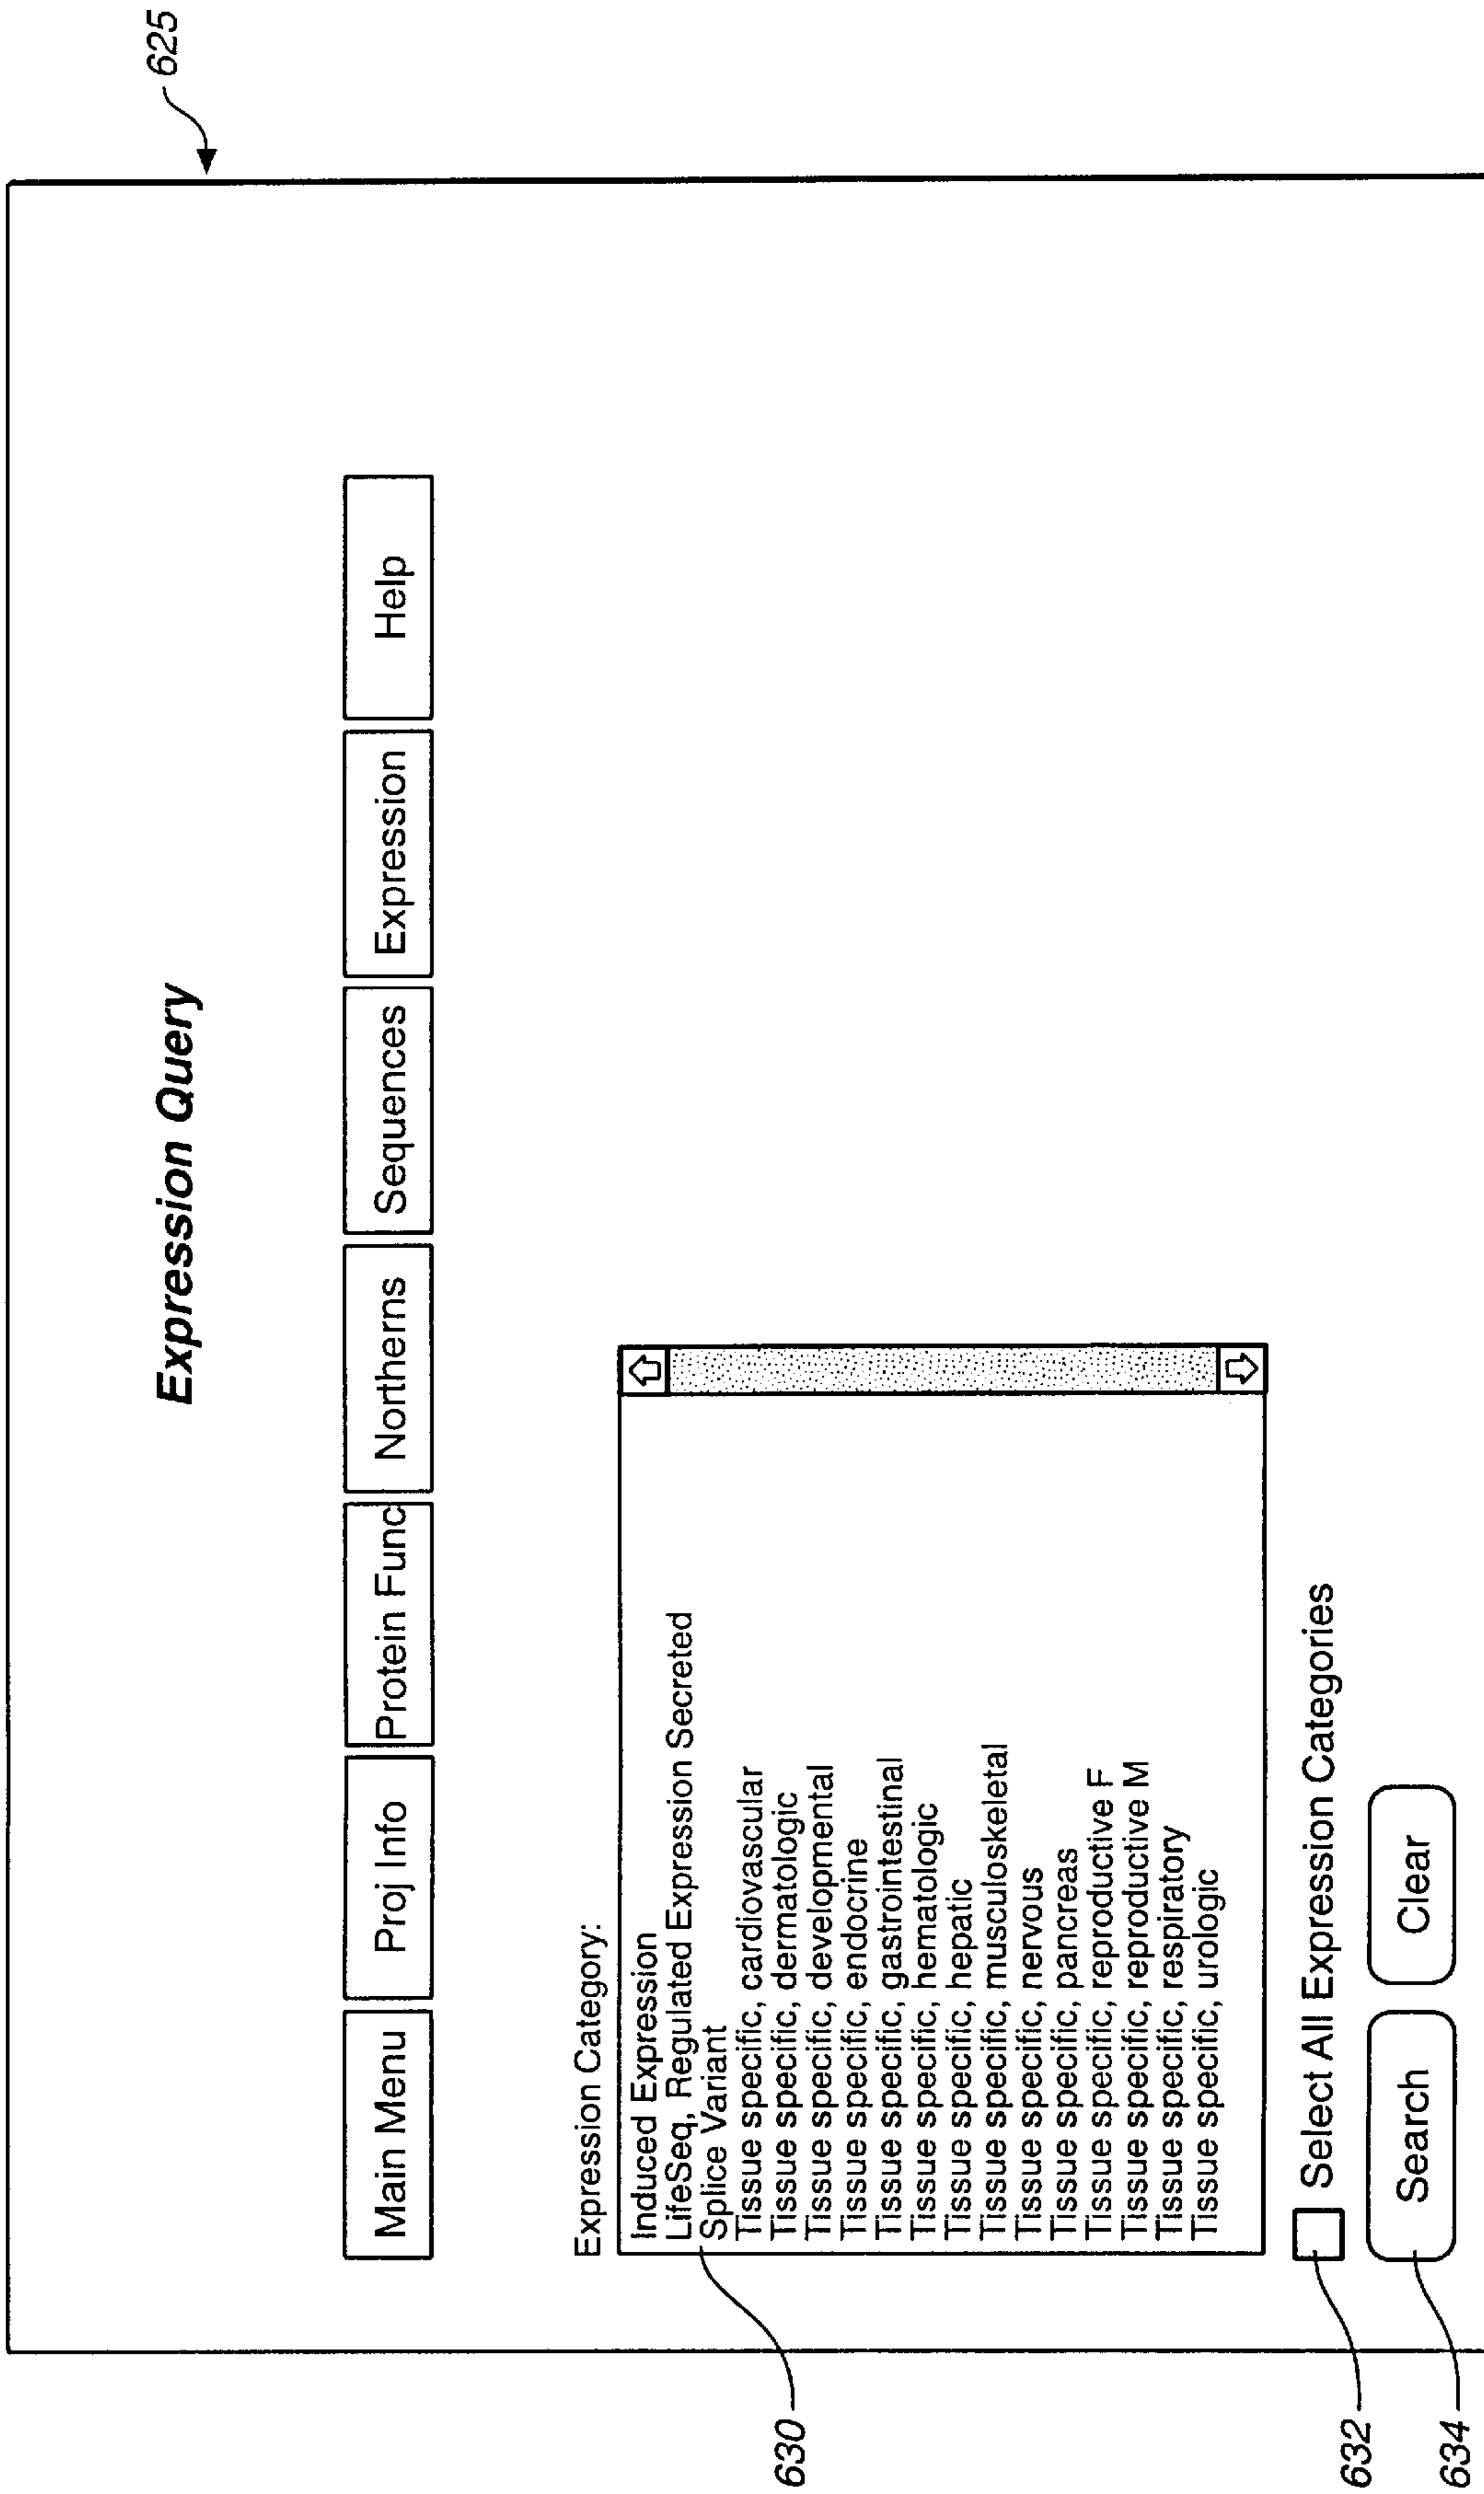 625
Expression Query
Main Menu Proj Info Protein Func Northerns Sequences Expression Help
Expression Category:
Induced Expression
LifeSeq, Regulated Expression Secreted
Splice Variant
Tissue specific, cardiovascular
Tissue specific, dermatologic
Tissue specific, developmental
Tissue specific, endocrine
Tissue specific, gastrointestinal
Tissue specific, hematologic
Tissue specific, hepatic
Tissue specific, musculoskeletal
Tissue specific, nervous
Tissue specific, pancreas
Tissue specific, reproductive F
Tissue specific, reproductive M
Tissue specific, respiratory
Tissue specific, urologic
630
Select All Expression Categories
632
Search Clear
634